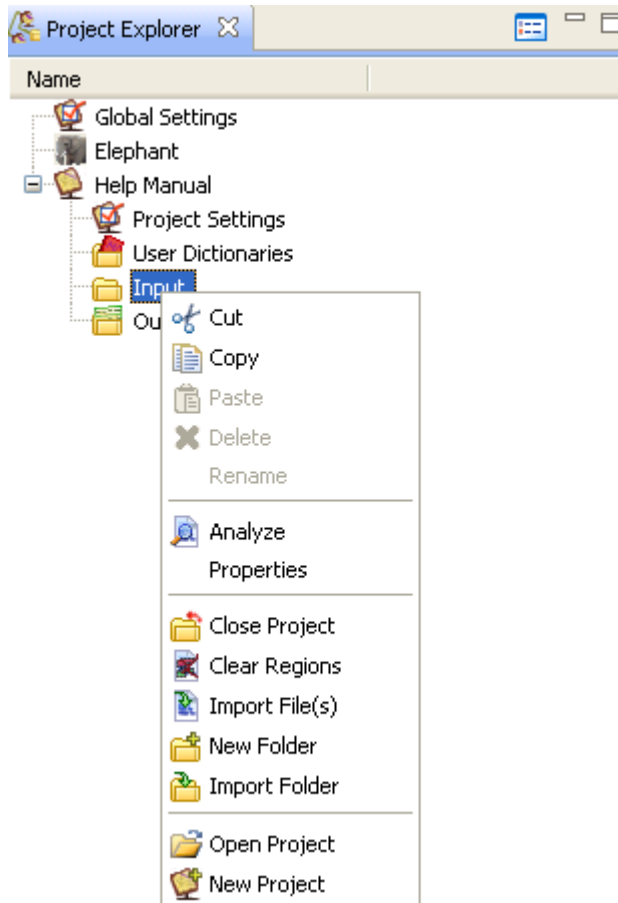 Project Explorer
Name
Global Settings
Elephant
Help Manual
Project Settings
User Dictionaries
Input
Ou
Cut
Copy
Paste
Delete
Rename
Analyze
Properties
Close Project
Clear Regions
Import File(s)
New Folder
Import Folder
Open Project
New Project